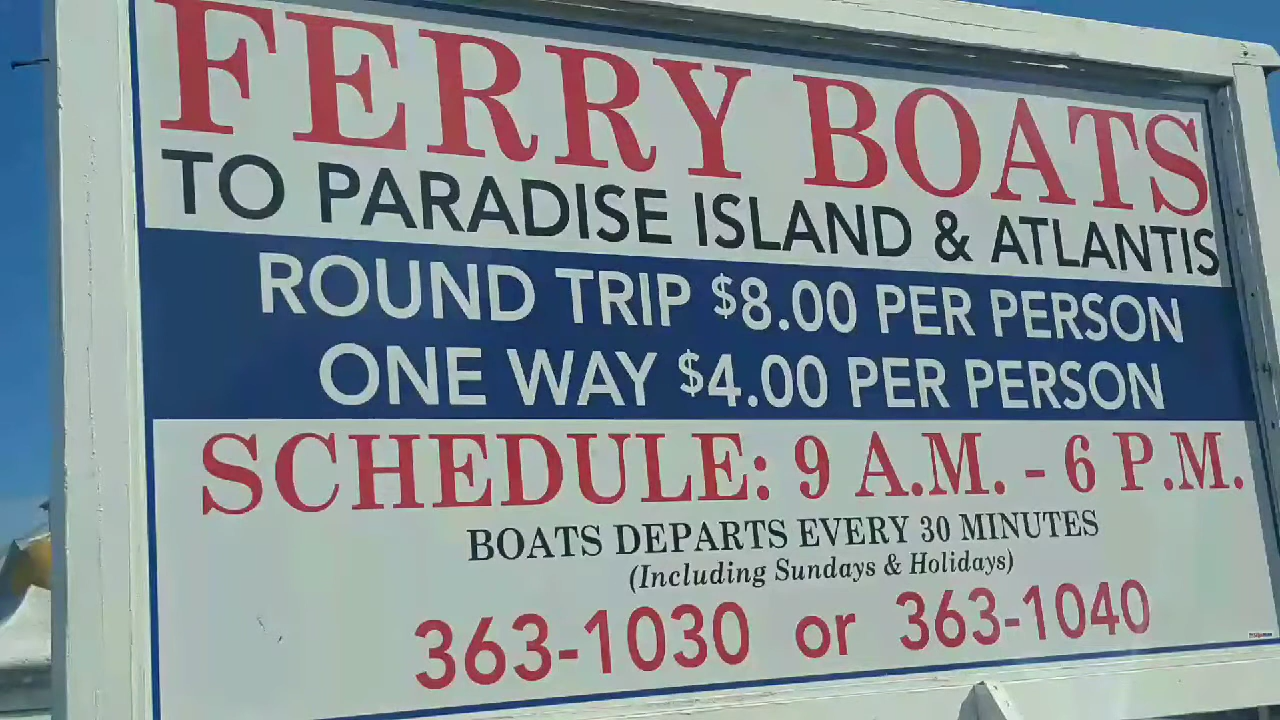 FERRY BOATS
TO PARADISE ISLAND & ATLANTIS
ROUND TRIP $8.00 PER PERSON
ONE WAY $4.00 PER PERSON
SCHEDULE: 9 A.M. - 6 P.M.
BOATS DEPARTS EVERY 30 MINUTES
(Including Sundays & Holidays)
363-1030 or 363-1040